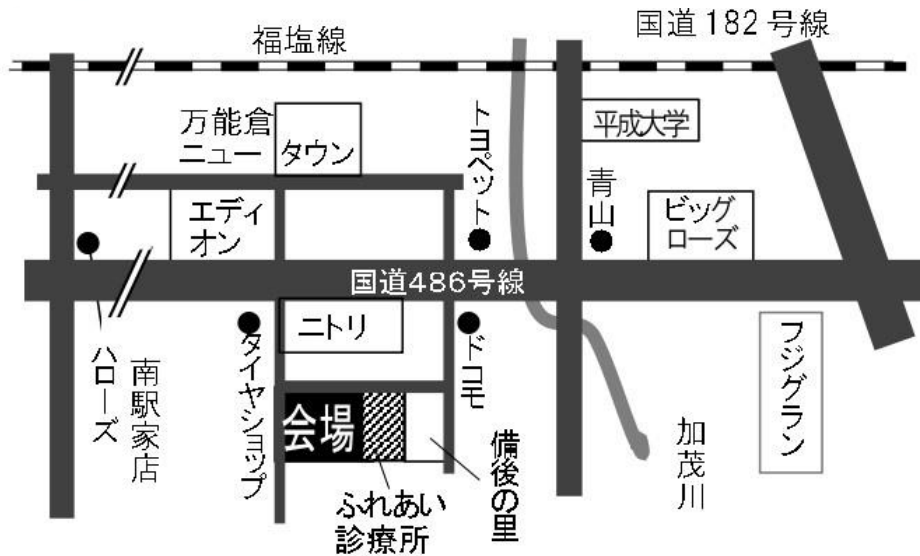 国道182号線
福塩線
万能倉
ニュータウン
トヨペット
平成大学
青山
エディ
オン
ビッグ
ローズ
国道486号線
ニトリ
ハローズ
南駅家店
タイヤショップ
ドコモ
フジグラン
会場
備後の里
加茂川
ふれあい
診療所